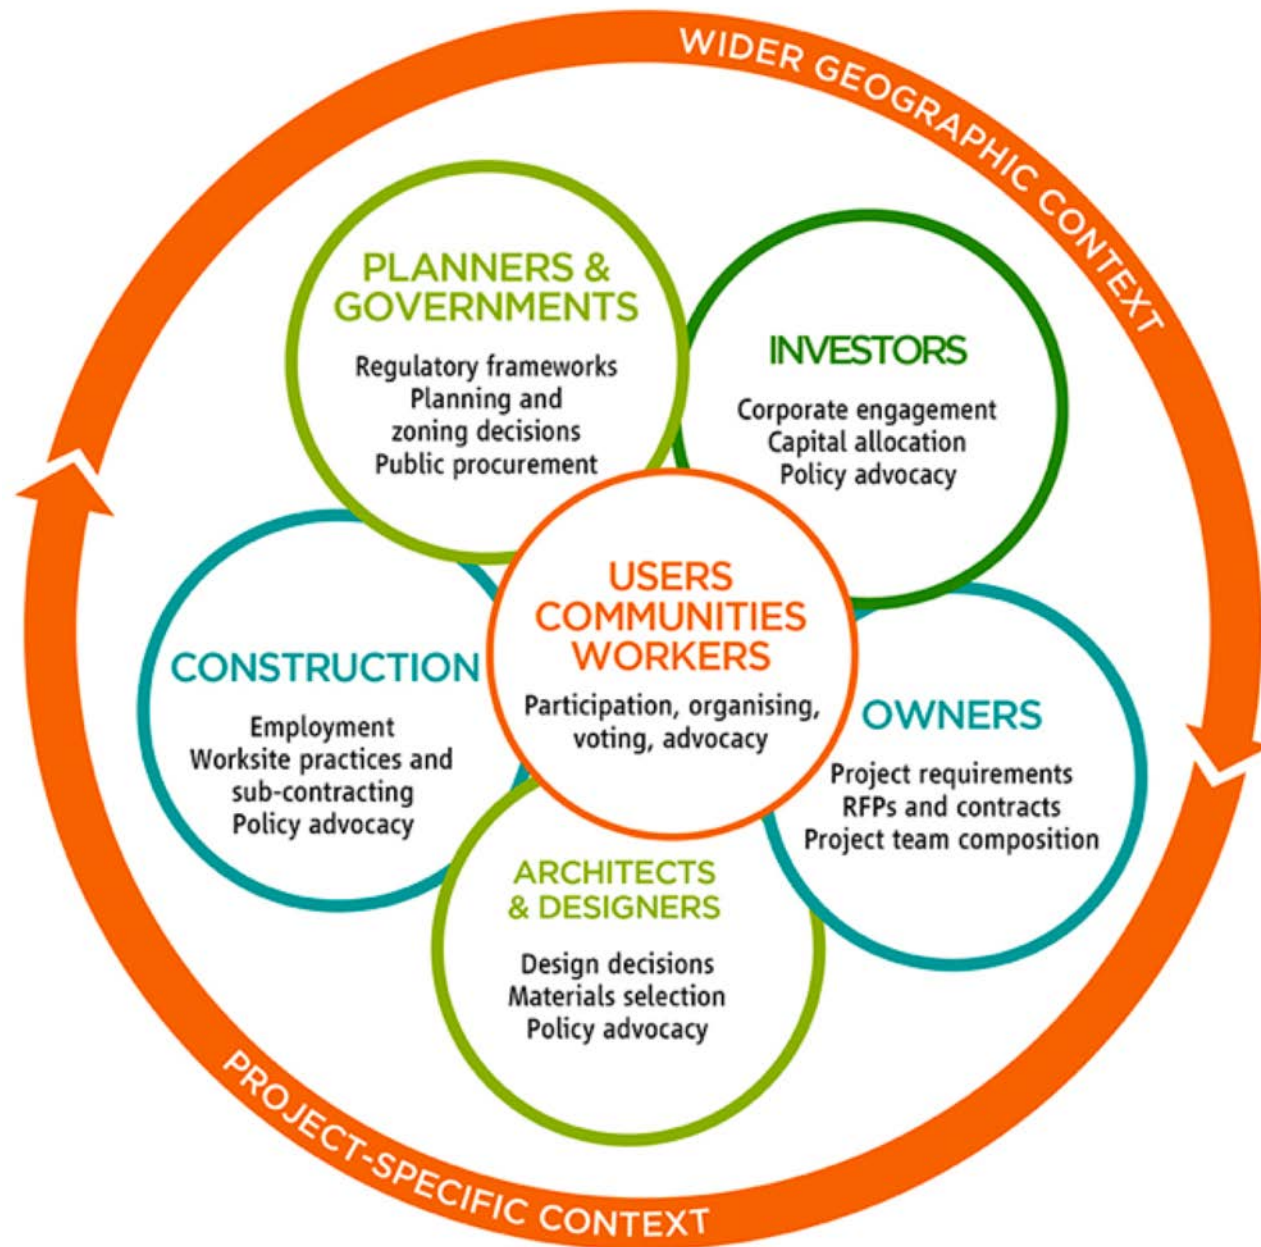 WIDER GEOGRAPHIC CONTEXT
PLANNERS &
GOVERNMENTS
Regulatory frameworks
Planning and
zoning decisions
Public procurement
INVESTORS
Corporate engagement
Capital allocation
Policy advocacy
USERS
COMMUNITIES
WORKERS
Participation, organising,
voting, advocacy
CONSTRUCTION
Employment
Worksite practices and
sub-contracting
Policy advocacy
OWNERS
Project requirements
RFPs and contracts
Project team composition
ARCHITECTS
& DESIGNERS
Design decisions
Materials selection
Policy advocacy
PROJECT-SPECIFIC CONTEXT